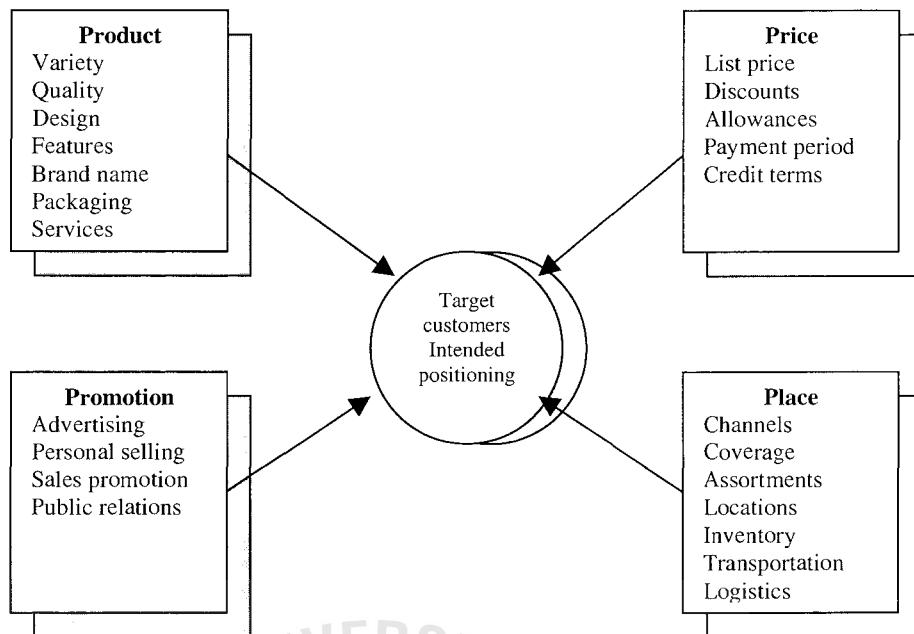 Product
Variety
Quality
Design
Features
Brand name
Packaging
Services
Price
List price
Discounts
Allowances
Payment period
Credit terms
Target
customers
Intended
positioning
Promotion
Advertising
Personal selling
Sales promotion
Public relations
Place
Channels
Coverage
Assortments
Locations
Inventory
Transportation
Logistics